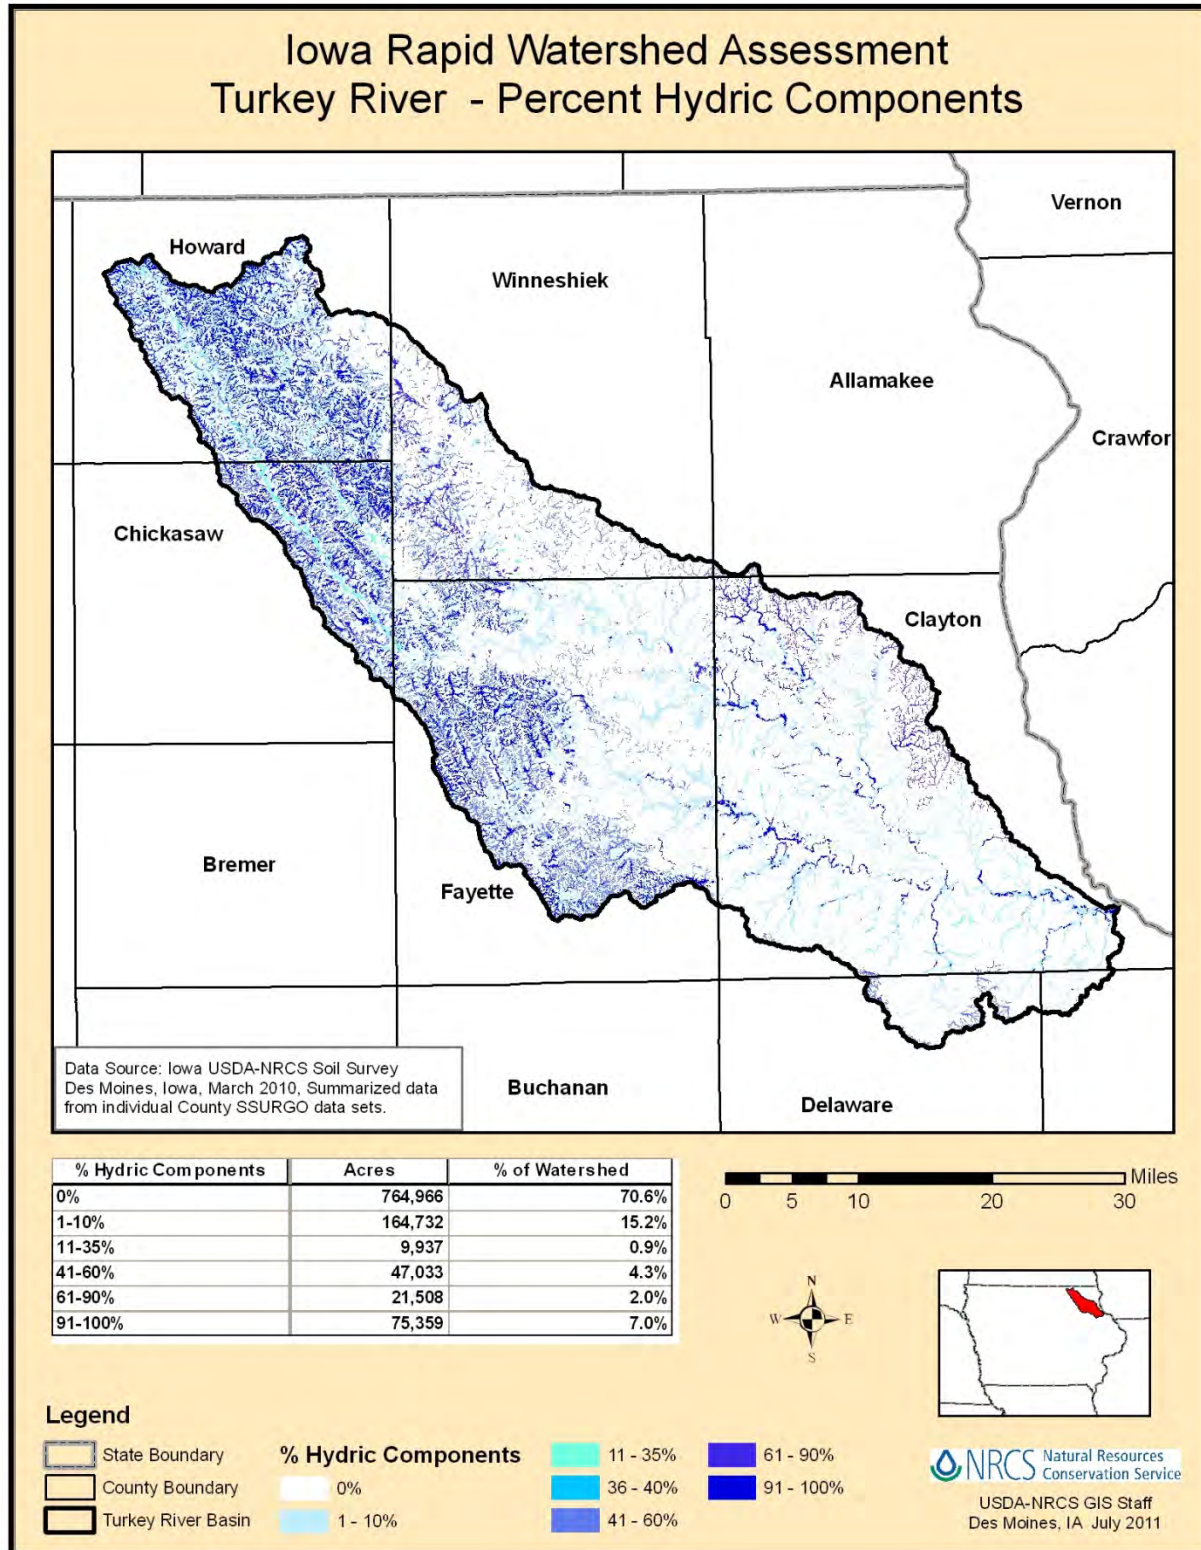 Iowa Rapid Watershed Assessment
Turkey River - Percent Hydric Components
Vernon
Howard
Winneshiek
Allamakee
Crawfor
Chickasaw
Clayton
Bremer
Fayette
Buchanan
Delaware
Data Source: Iowa USDA-NRCS Soil Survey
Des Moines, Iowa, March 2010, Summarized data
from individual County SSURGO data sets.
% Hydric Components Acres % of Watershed
0% 764,966 70.6%
1-10% 164,732 15.2%
11-35% 9,937 0.9%
41-60% 47,033 4.3%
61-90% 21,508 2.0%
91-100% 75,359 7.0%
Miles
0 5 10 20 30
N
W E
S
Legend
State Boundary
County Boundary
Turkey River Basin
% Hydric Components
0%
1 - 10%
11 - 35%
36 - 40%
41 - 60%
61 - 90%
91 - 100%
NRCS Natural Resources
Conservation Service
USDA-NRCS GIS Staff
Des Moines, IA July 2011